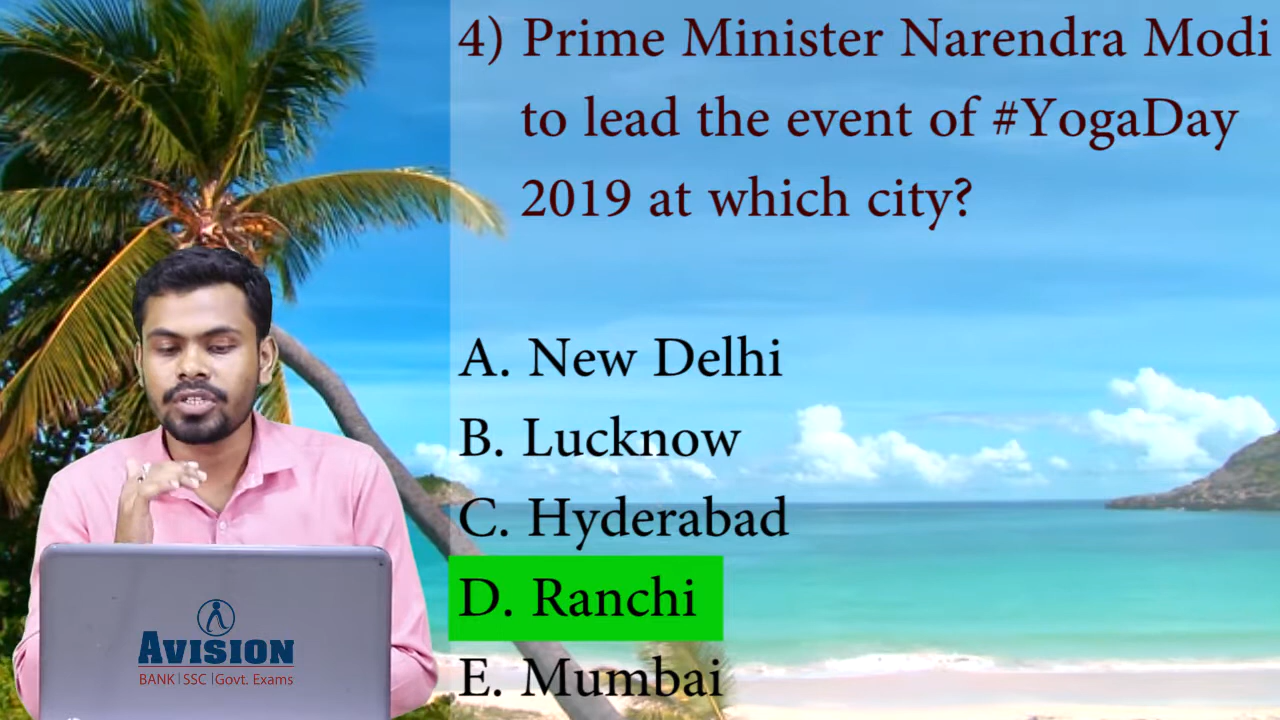 4) Prime Minister Narendra Modi
to lead the event of #YogaDay
2019 at which city?
A. New Delhi
B. Lucknow
C. Hyderabad
D. Ranchi
E. Mumbai
AVISION
BANK|SSC|Govt. Exams